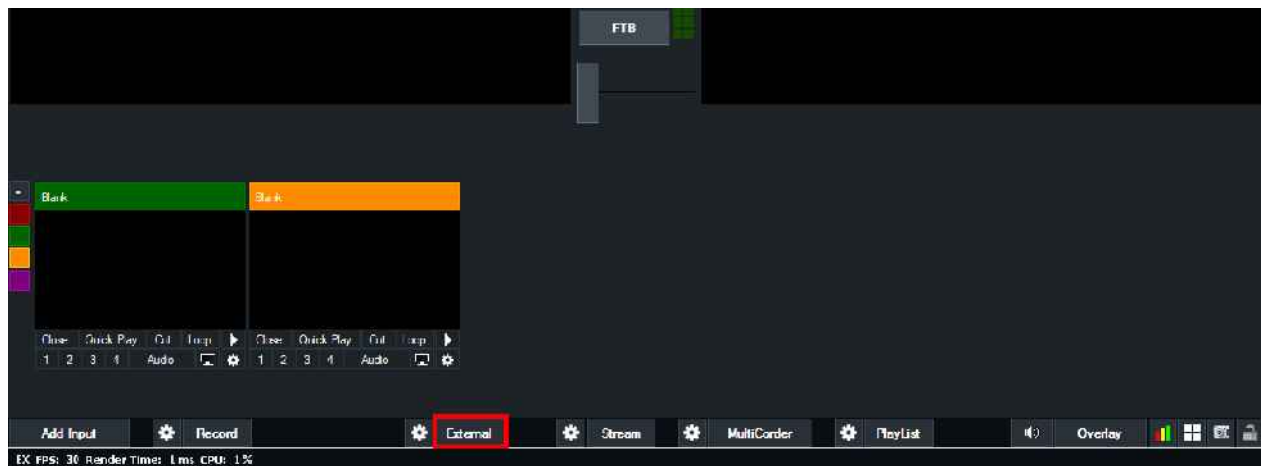 FTB
Blank Blank
Close Quick Play Cut Loop Close Quick Play Cut Loop
1 2 3 4 Audio 1 2 3 4 Audio
Add Input Record External Stream MultiCorder PlayList Overlay
EX FPS: 30 Render Time: 1 ms CPU: 1 %